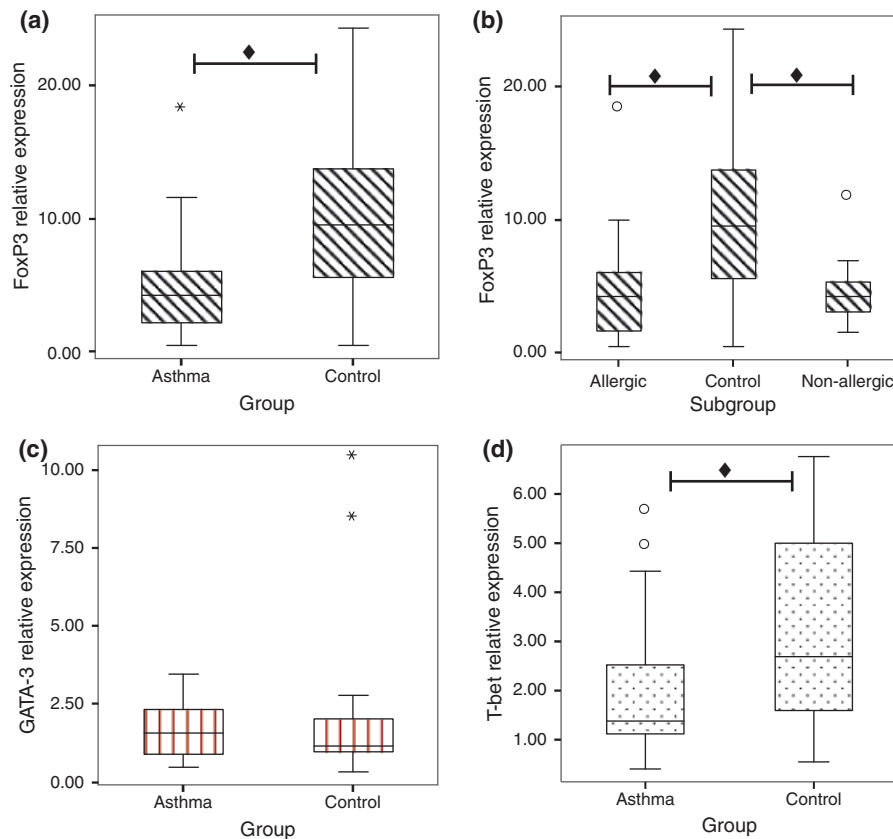 (a)
FoxP3 relative expression
20.00
10.00
0.00
Asthma Control
Group
(b)
FoxP3 relative expression
20.00
10.00
0.00
Allergic Control Non-allergic
Subgroup
(c)
GATA-3 relative expression
10.00
7.50
5.00
2.50
0.00
Asthma Control
Group
(d)
T-bet relative expression
6.00
5.00
4.00
3.00
2.00
1.00
Asthma Control
Group